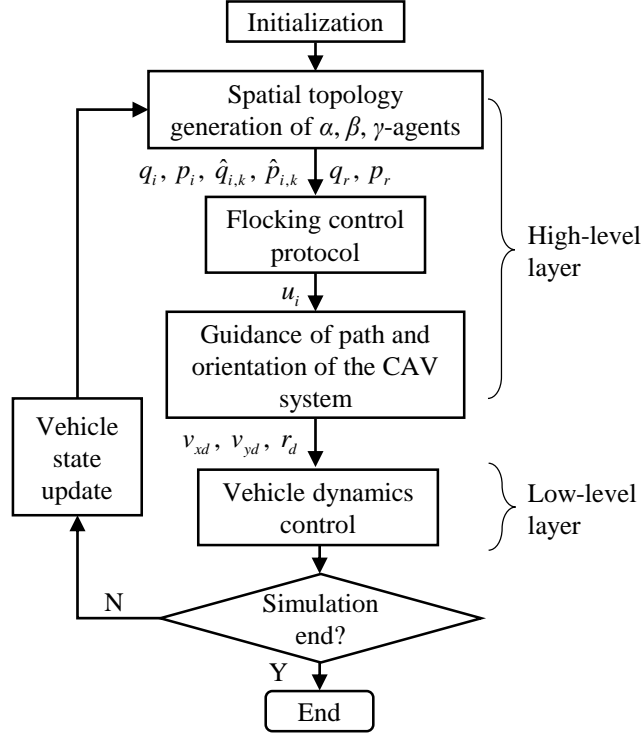 Initialization
Spatial topology
generation of α, β, γ-agents
q_i, p_i, q̂_{i,k}, p̂_{i,k} q_r, p_r
Flocking control
protocol
High-level
layer
u_i
Guidance of path and
orientation of the CAV
system
Vehicle
state
update
v_{xd}, v_{yd}, r_d
Vehicle dynamics
control
Low-level
layer
N
Simulation
end?
Y
End